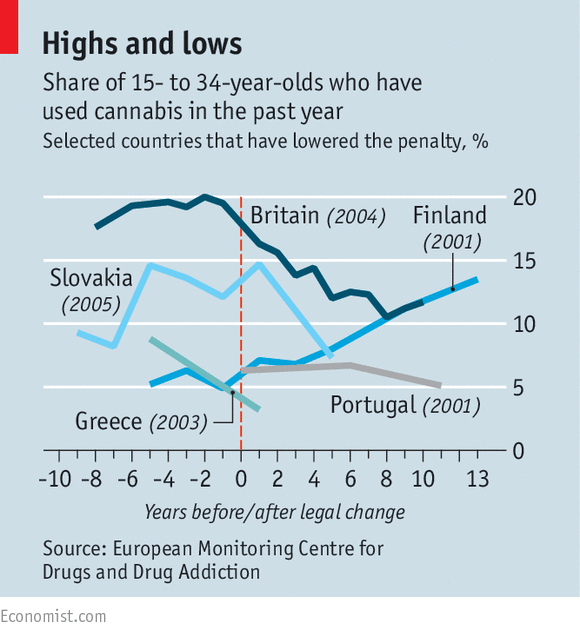 Highs and lows
Share of 15- to 34-year-olds who have
used cannabis in the past year
Selected countries that have lowered the penalty, %
20
Britain (2004)
Finland
(2001)
15
Slovakia
(2005)
10
5
Portugal (2001)
Greece (2003)
0
-10 -8 -6 -4 -2 0 2 4 6 8 10 13
Years before/after legal change
Source: European Monitoring Centre for
Drugs and Drug Addiction
Economist.com